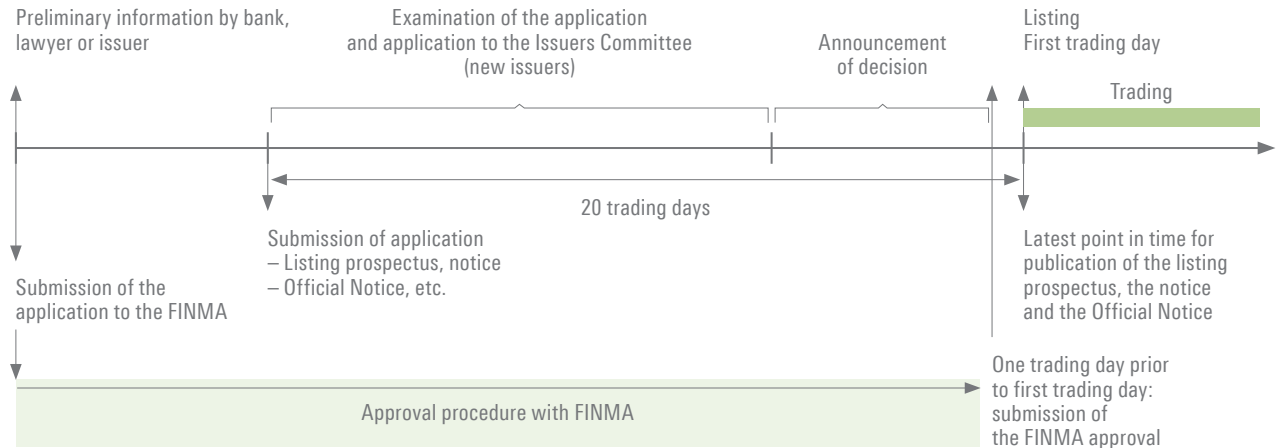 Preliminary information by bank,
lawyer or issuer
Examination of the application
and application to the Issuers Committee
(new issuers)
Announcement
of decision
Listing
First trading day
Trading
20 trading days
Submission of the
application to the FINMA
Submission of application
– Listing prospectus, notice
– Official Notice, etc.
Latest point in time for
publication of the listing
prospectus, the notice
and the Official Notice
One trading day prior
to first trading day:
submission of
the FINMA approval
Approval procedure with FINMA